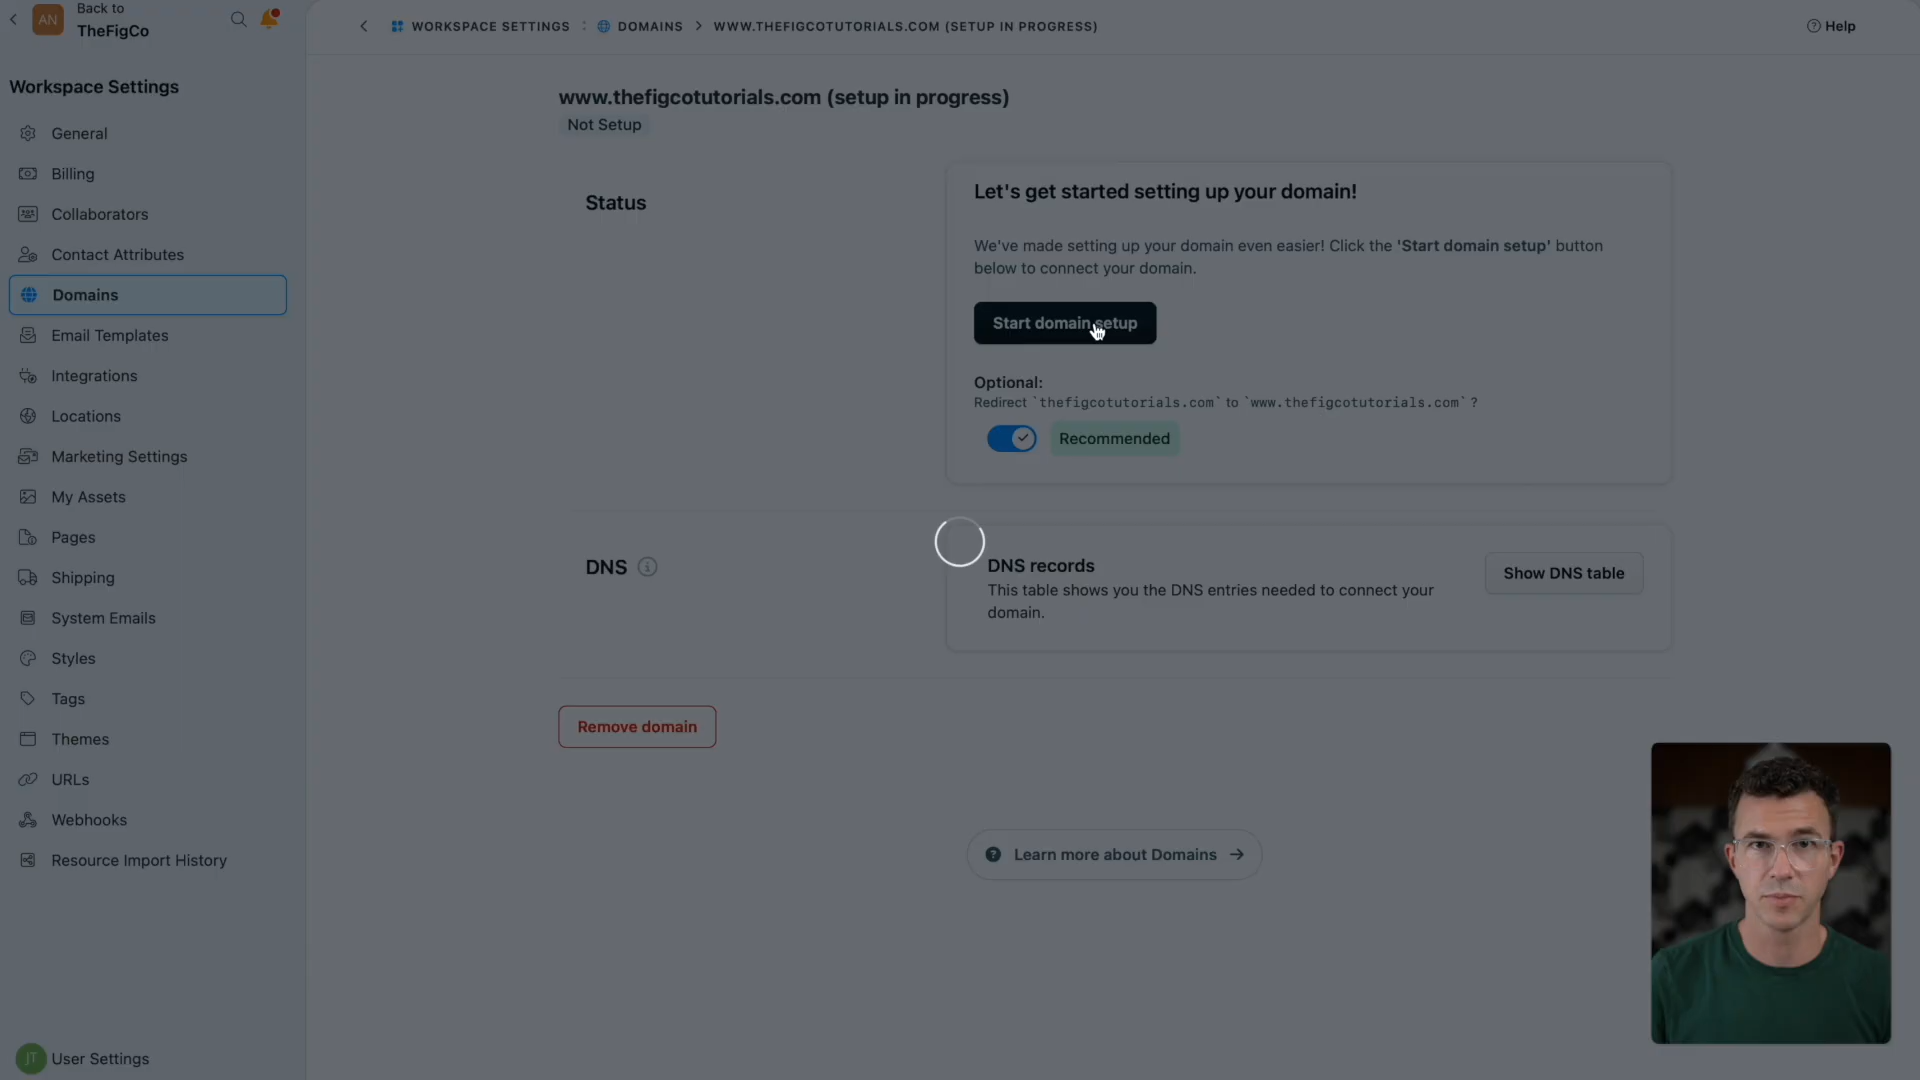 AN
Back to
TheFigCo
WORKSPACE SETTINGS : DOMAINS > WWW.THEFIGCOTUTORIALS.COM (SETUP IN PROGRESS)
Help
Workspace Settings
General
Billing
Collaborators
Contact Attributes
Domains
Email Templates
Integrations
Locations
Marketing Settings
My Assets
Pages
Shipping
System Emails
Styles
Tags
Themes
URLs
Webhooks
Resource Import History
JT
User Settings
www.thefigcotutorials.com (setup in progress)
Not Setup
Status
Let's get started setting up your domain!
We've made setting up your domain even easier! Click the 'Start domain setup' button
below to connect your domain.
Start domain setup
Optional:
Redirect `thefigcotutorials.com` to `www.thefigcotutorials.com` ?
Recommended
DNS
DNS records
This table shows you the DNS entries needed to connect your
domain.
Show DNS table
Remove domain
Learn more about Domains →